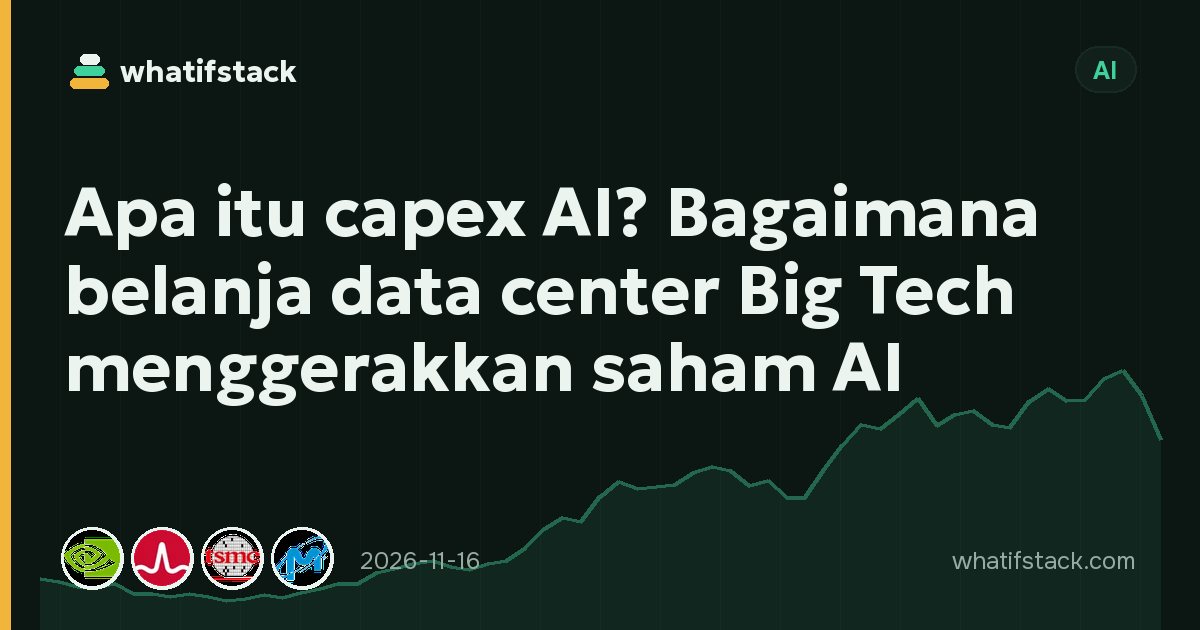 whatifstack
AI
Apa itu capex AI? Bagaimana
belanja data center Big Tech
menggerakkan saham AI
tsmc
2026-11-16
whatifstack.com